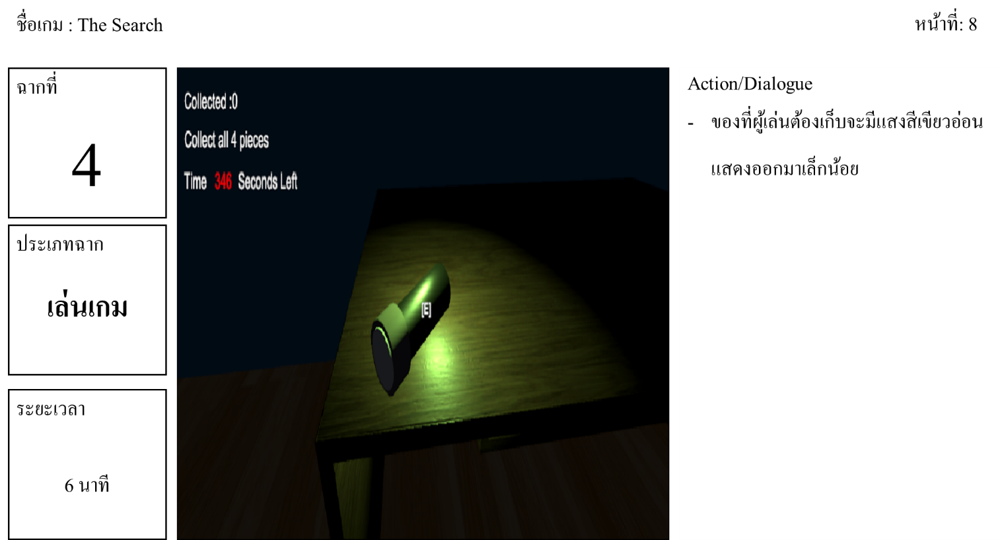 ชื่อเกม : The Search
หน้าที่: 8
ฉากที่
4
ประเภทฉาก
เล่นเกม
ระยะเวลา
6 นาที
Collected :0
Collect all 4 pieces
Time 346 Seconds Left
[E]
Action/Dialogue
- ของที่ผู้เล่นต้องเก็บจะมีแสงสีเขียวอ่อน
แสดงออกมาเล็กน้อย